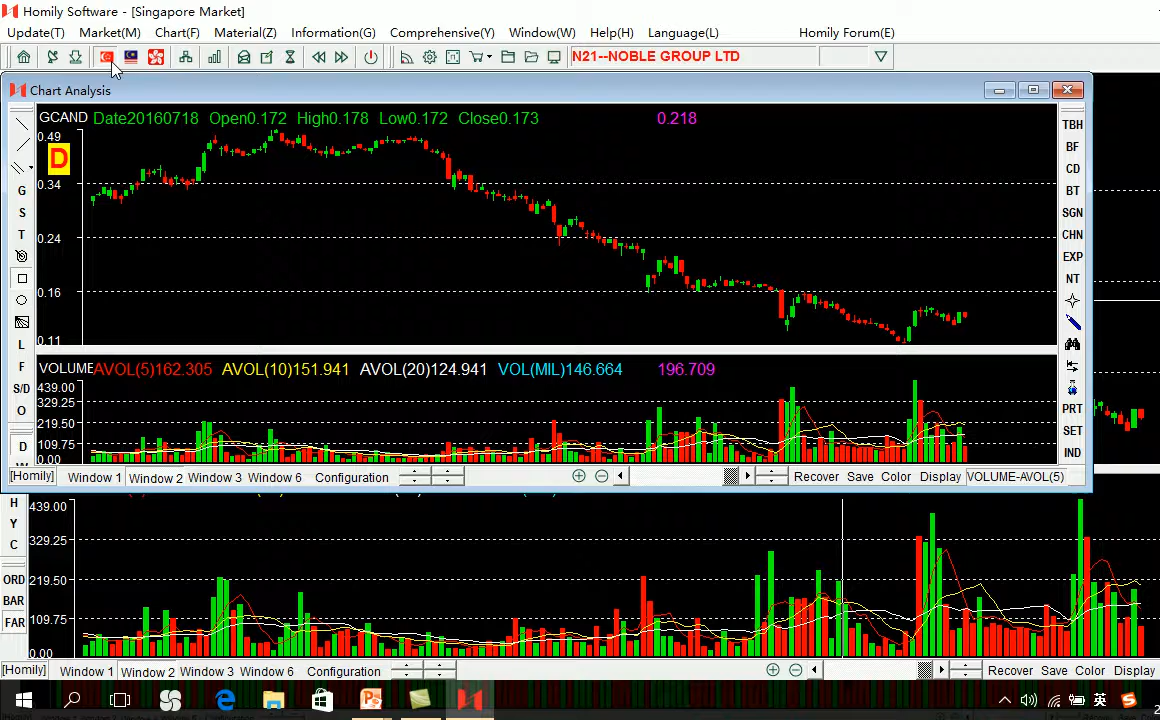 Homily Software - [Singapore Market]
Update(T) Market(M) Chart(F) Material(Z) Information(G) Comprehensive(Y) Window(W) Help(H) Language(L) Homily Forum(E)
N21--NOBLE GROUP LTD
Chart Analysis
GCAND Date20160718 Open0.172 High0.178 Low0.172 Close0.173 0.218
0.49
D
0.34
0.24
0.16
0.11
G
S
T
L
F
S/D
O
D
TBH
BF
CD
BT
SGN
CHN
EXP
NT
PRT
SET
IND
VOLUME AVOL(5)162.305 AVOL(10)151.941 AVOL(20)124.941 VOL(MIL)146.664 196.709
439.00
329.25
219.50
109.75
0.00
[Homily] Window 1 Window 2 Window 3 Window 6 Configuration Recover Save Color Display VOLUME-AVOL(5)
H
Y
C
ORD
BAR
FAR
439.00
329.25
219.50
109.75
0.00
[Homily] Window 1 Window 2 Window 3 Window 6 Configuration Recover Save Color Display
英